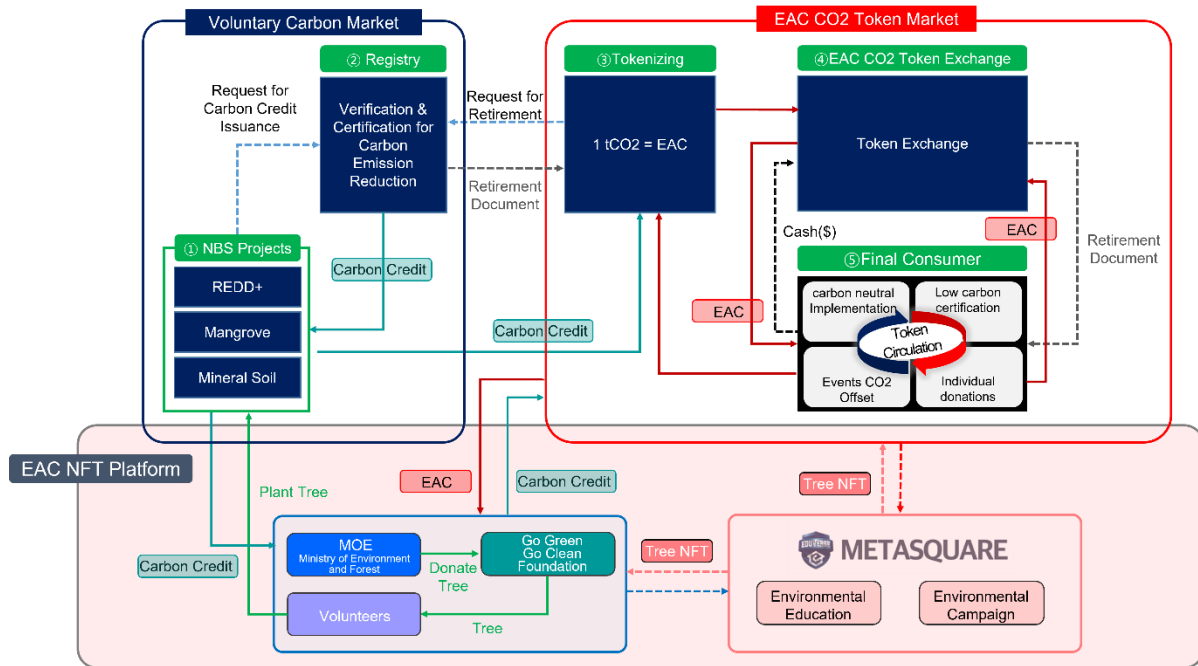 Voluntary Carbon Market
EAC CO2 Token Market
② Registry
③Tokenizing
④EAC CO2 Token Exchange
Request for
Carbon Credit
Issuance
Verification &
Certification for
Carbon
Emission
Reduction
Request for
Retirement
Retirement
Document
1 tCO2 = EAC
Token Exchange
① NBS Projects
REDD+
Mangrove
Mineral Soil
Carbon Credit
Carbon Credit
Cash($)
EAC
EAC
Retirement
Document
⑤Final Consumer
carbon neutral
Implementation
Low carbon
certification
Token
Circulation
Events CO2
Offset
Individual
donations
EAC NFT Platform
Plant Tree
EAC
Carbon Credit
Tree NFT
Carbon Credit
MOE
Ministry of Environment
and Forest
Donate
Tree
Go Green
Go Clean
Foundation
Volunteers
Tree
Tree NFT
EDUVERSE
METASQUARE
Environmental
Education
Environmental
Campaign